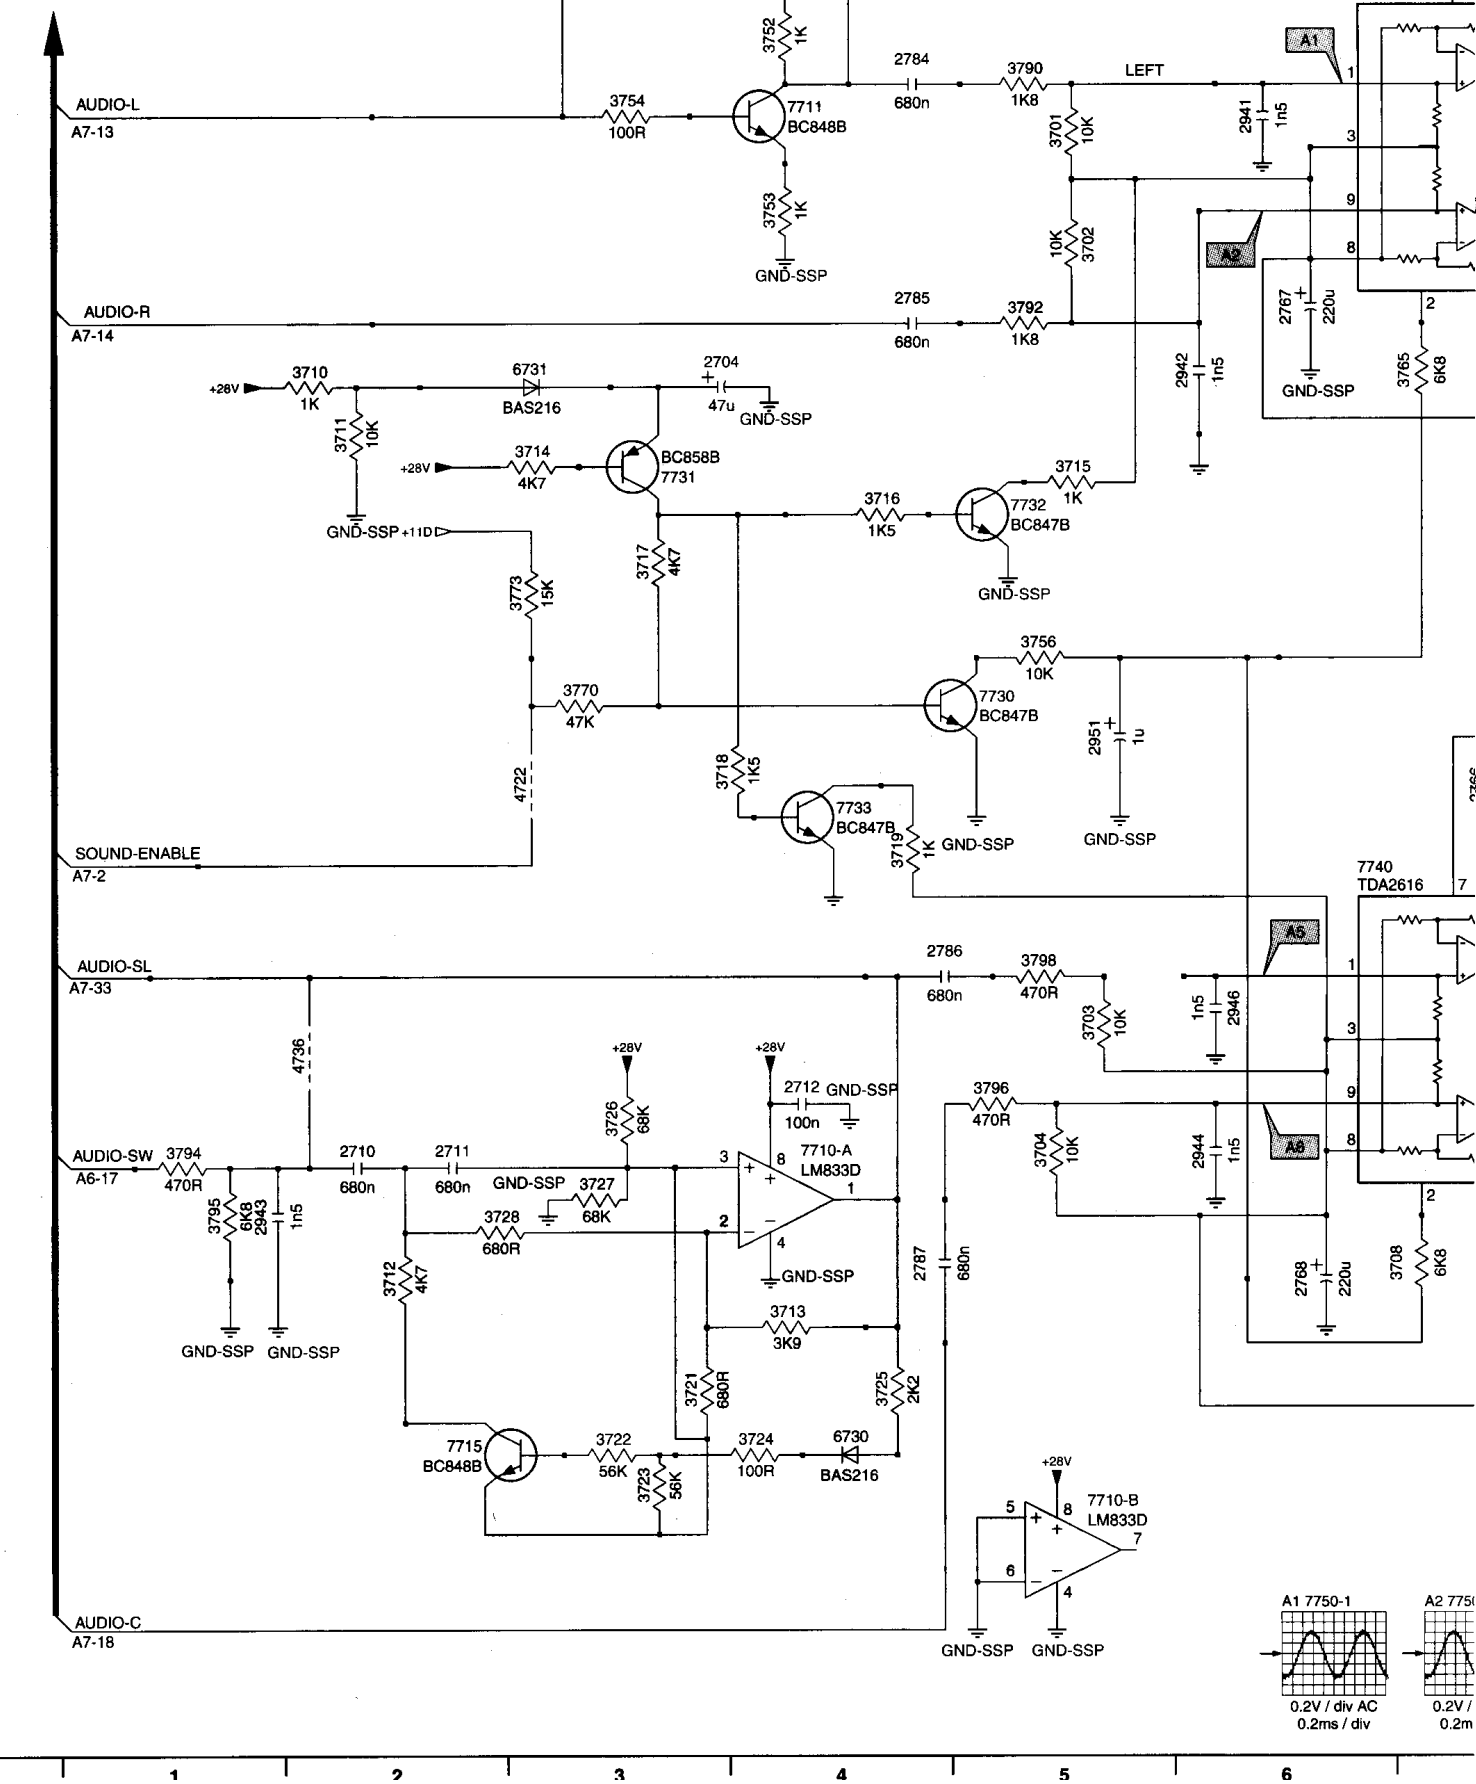 3752
1K
2784
680n
3790
1K8
LEFT
A1
1
AUDIO-L
A7-13
3754
100R
7711
BC848B
3701
10K
2941
1n5
3
3753
1K
GND-SSP
10K
3702
9
A2
8
AUDIO-R
A7-14
2785
680n
3792
1K8
2767
+
220u
2
GND-SSP
3765
6K8
+28V
3710
1K
6731
BAS216
2704
+
47u
GND-SSP
2942
1n5
3711
10K
GND-SSP
+28V
3714
4K7
BC858B
7731
3715
1K
3716
1K5
7732
BC847B
GND-SSP
+11D
3717
4K7
3773
15K
3756
10K
3770
47K
7730
BC847B
2951
+
1u
4722
3718
1K5
7733
BC847B
3719
1K
GND-SSP
GND-SSP
SOUND-ENABLE
A7-2
7740
TDA2616
7
AUDIO-SL
A7-33
2786
680n
3798
470R
A5
1
3703
10K
1n5
2946
3
4736
+28V
+28V
2712
GND-SSP
100n
3796
470R
9
3726
68K
3704
10K
2944
1n5
A6
8
AUDIO-SW
A6-17
3794
470R
2710
680n
2711
680n
GND-SSP
3727
68K
7710-A
LM833D
3
+
8
+
1
2
−
−
4
GND-SSP
3795
6K8
2943
1n5
3728
680R
3712
4K7
2787
680n
2768
+
220u
2
3708
6K8
GND-SSP
GND-SSP
3713
3K9
3721
680R
3725
2K2
7715
BC848B
3722
56K
3723
56K
3724
100R
6730
BAS216
+28V
7710-B
LM833D
5
+
8
+
7
6
−
−
4
GND-SSP
GND-SSP
AUDIO-C
A7-18
A1 7750-1
0.2V / div AC
0.2ms / div
1
2
3
4
5
6